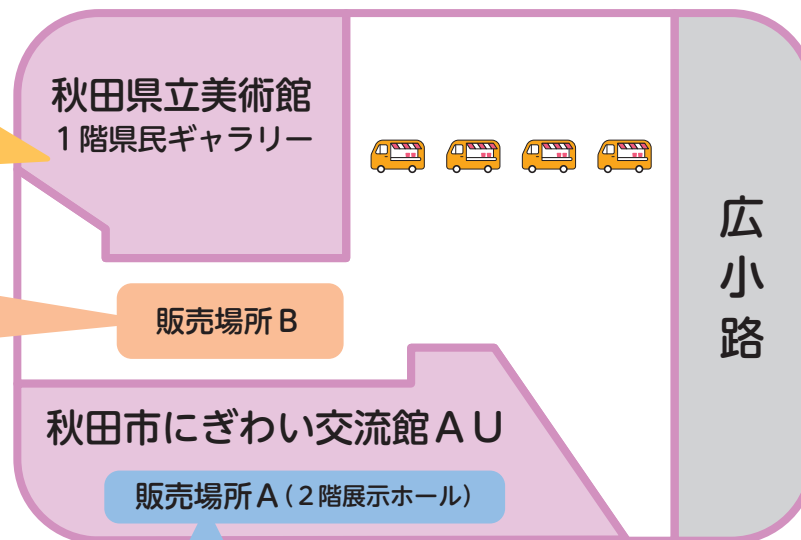 秋田県立美術館
1階県民ギャラリー
広小路
販売場所B
秋田市にぎわい交流館AU
販売場所A(2階展示ホール)